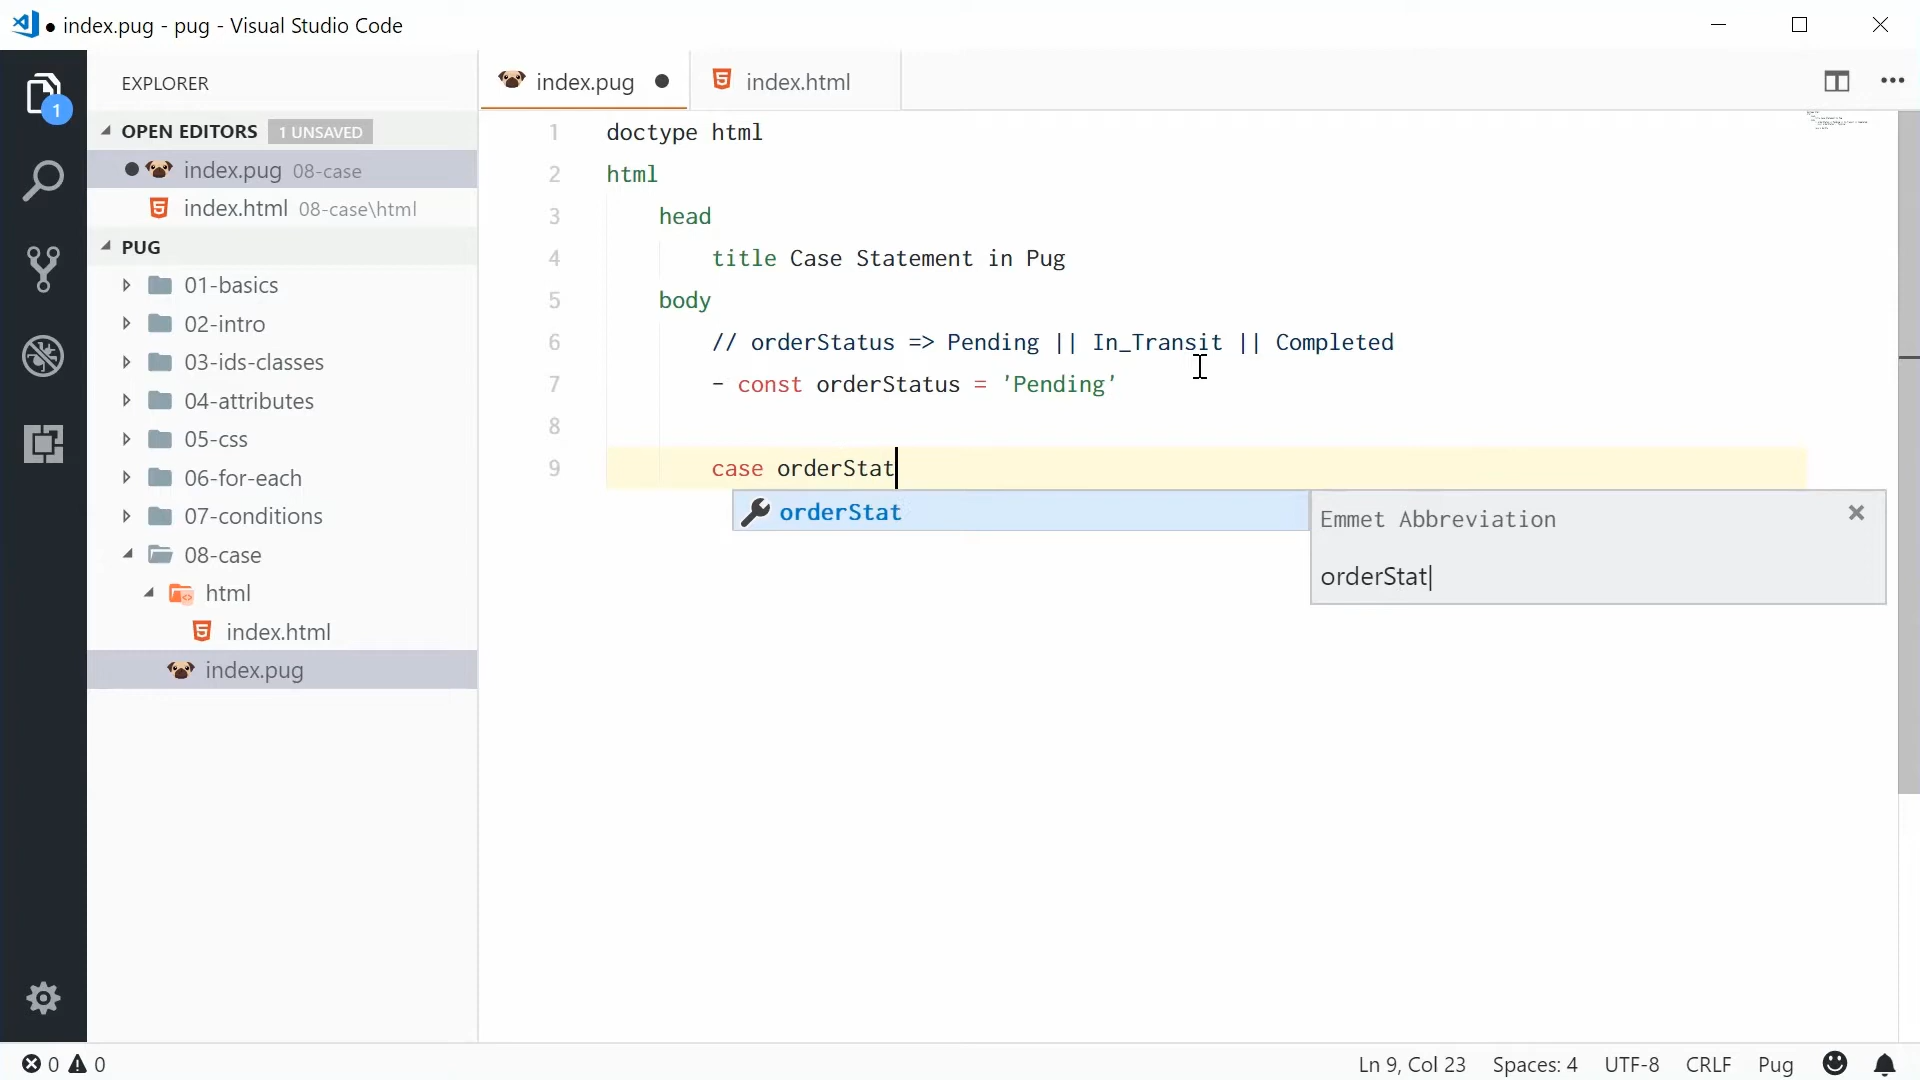 ● index.pug - pug - Visual Studio Code
EXPLORER
1
OPEN EDITORS 1 UNSAVED
index.pug 08-case
index.html 08-case\html
PUG
01-basics
02-intro
03-ids-classes
04-attributes
05-css
06-for-each
07-conditions
08-case
html
index.html
index.pug
index.pug ●
index.html
1 doctype html
2 html
3 head
4 title Case Statement in Pug
5 body
6 // orderStatus => Pending || In_Transit || Completed
7 - const orderStatus = 'Pending'
8
9 case orderStat
orderStat
Emmet Abbreviation
orderStat|
0 0
Ln 9, Col 23 Spaces: 4 UTF-8 CRLF Pug